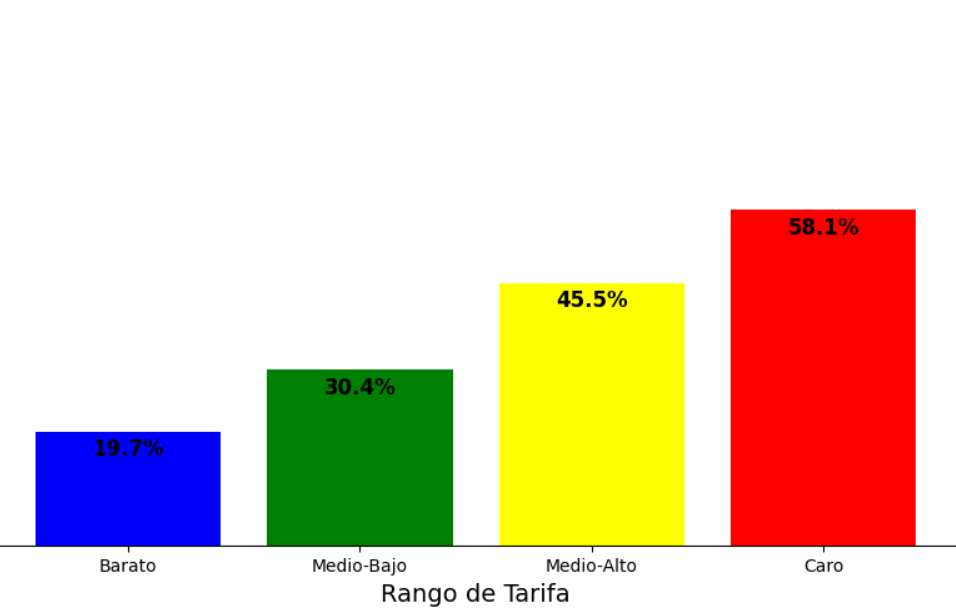 58.1%
45.5%
30.4%
19.7%
Barato Medio-Bajo Medio-Alto Caro
Rango de Tarifa